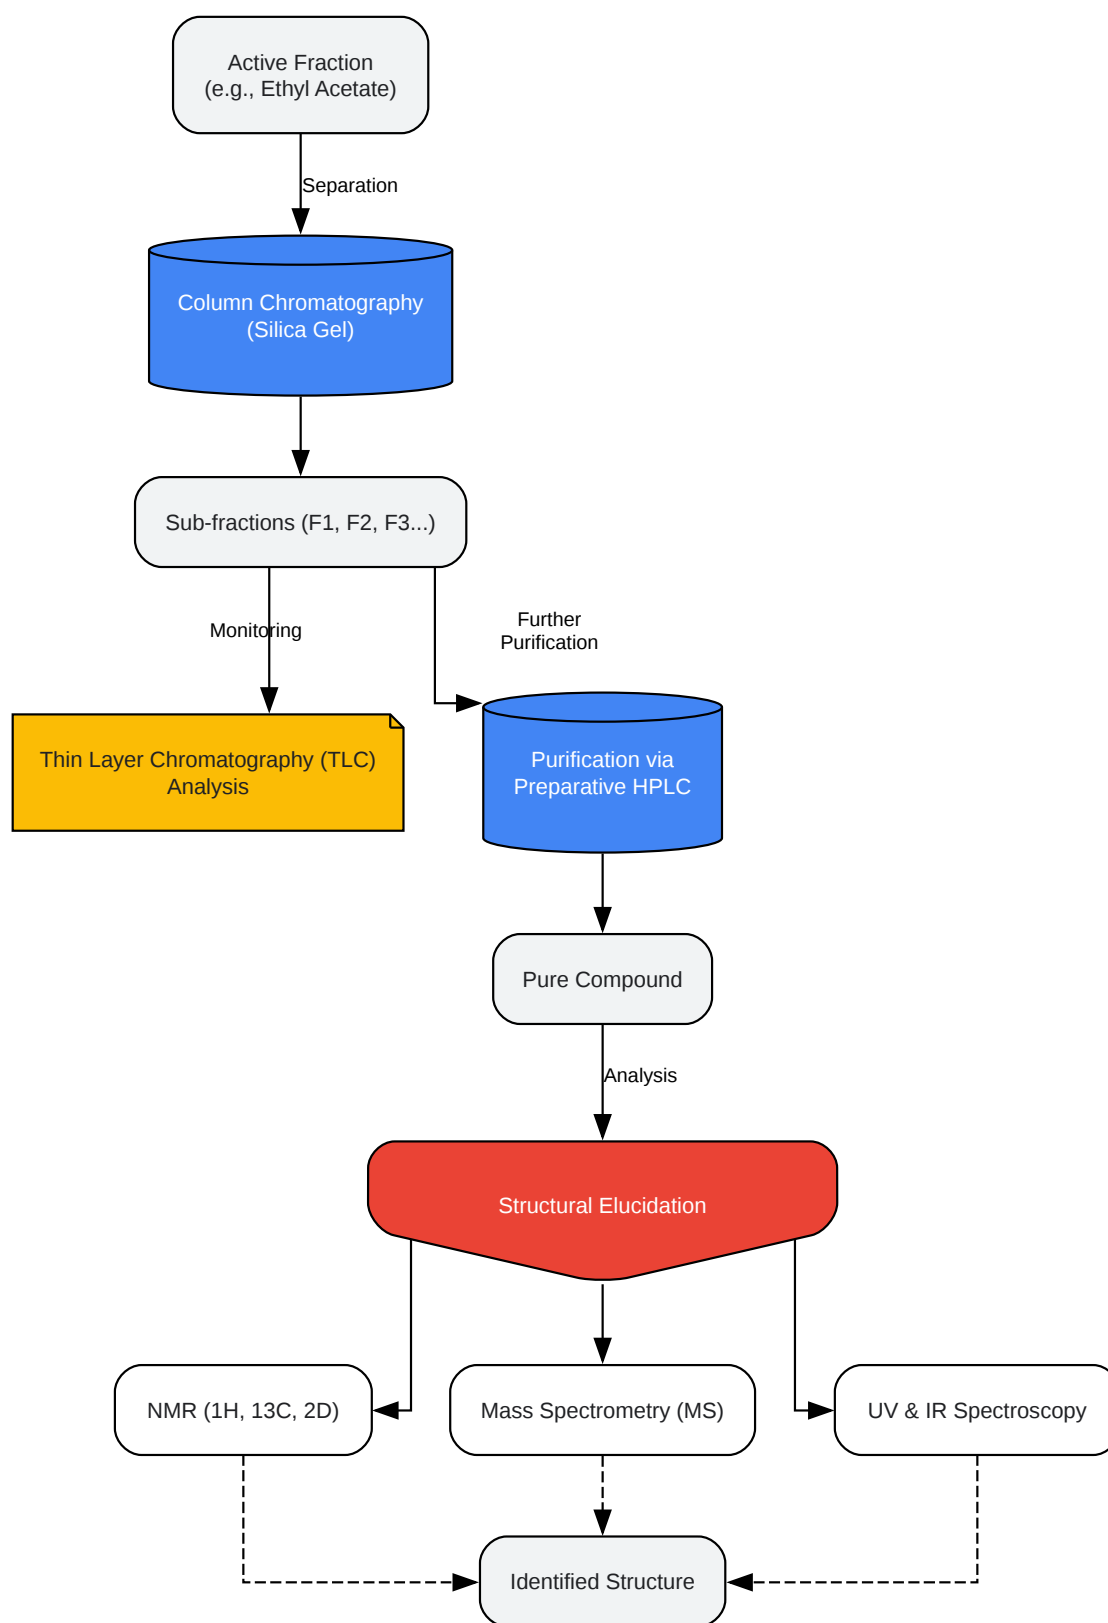 Active Fraction
(e.g., Ethyl Acetate)
Separation
Column Chromatography
(Silica Gel)
Sub-fractions (F1, F2, F3...)
Monitoring
Further
Purification
Thin Layer Chromatography (TLC)
Analysis
Purification via
Preparative HPLC
Pure Compound
Analysis
Structural Elucidation
NMR (1H, 13C, 2D)
Mass Spectrometry (MS)
UV & IR Spectroscopy
Identified Structure